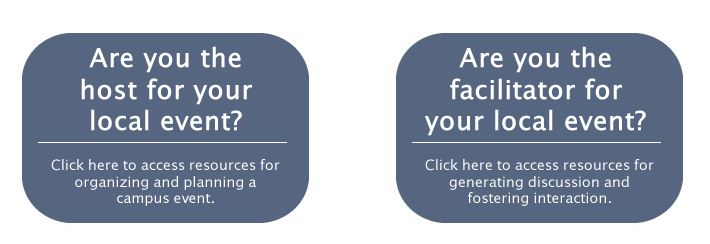 Are you the
host for your
local event?
Click here to access resources for
organizing and planning a
campus event.
Are you the
facilitator for
your local event?
Click here to access resources for
generating discussion and
fostering interaction.